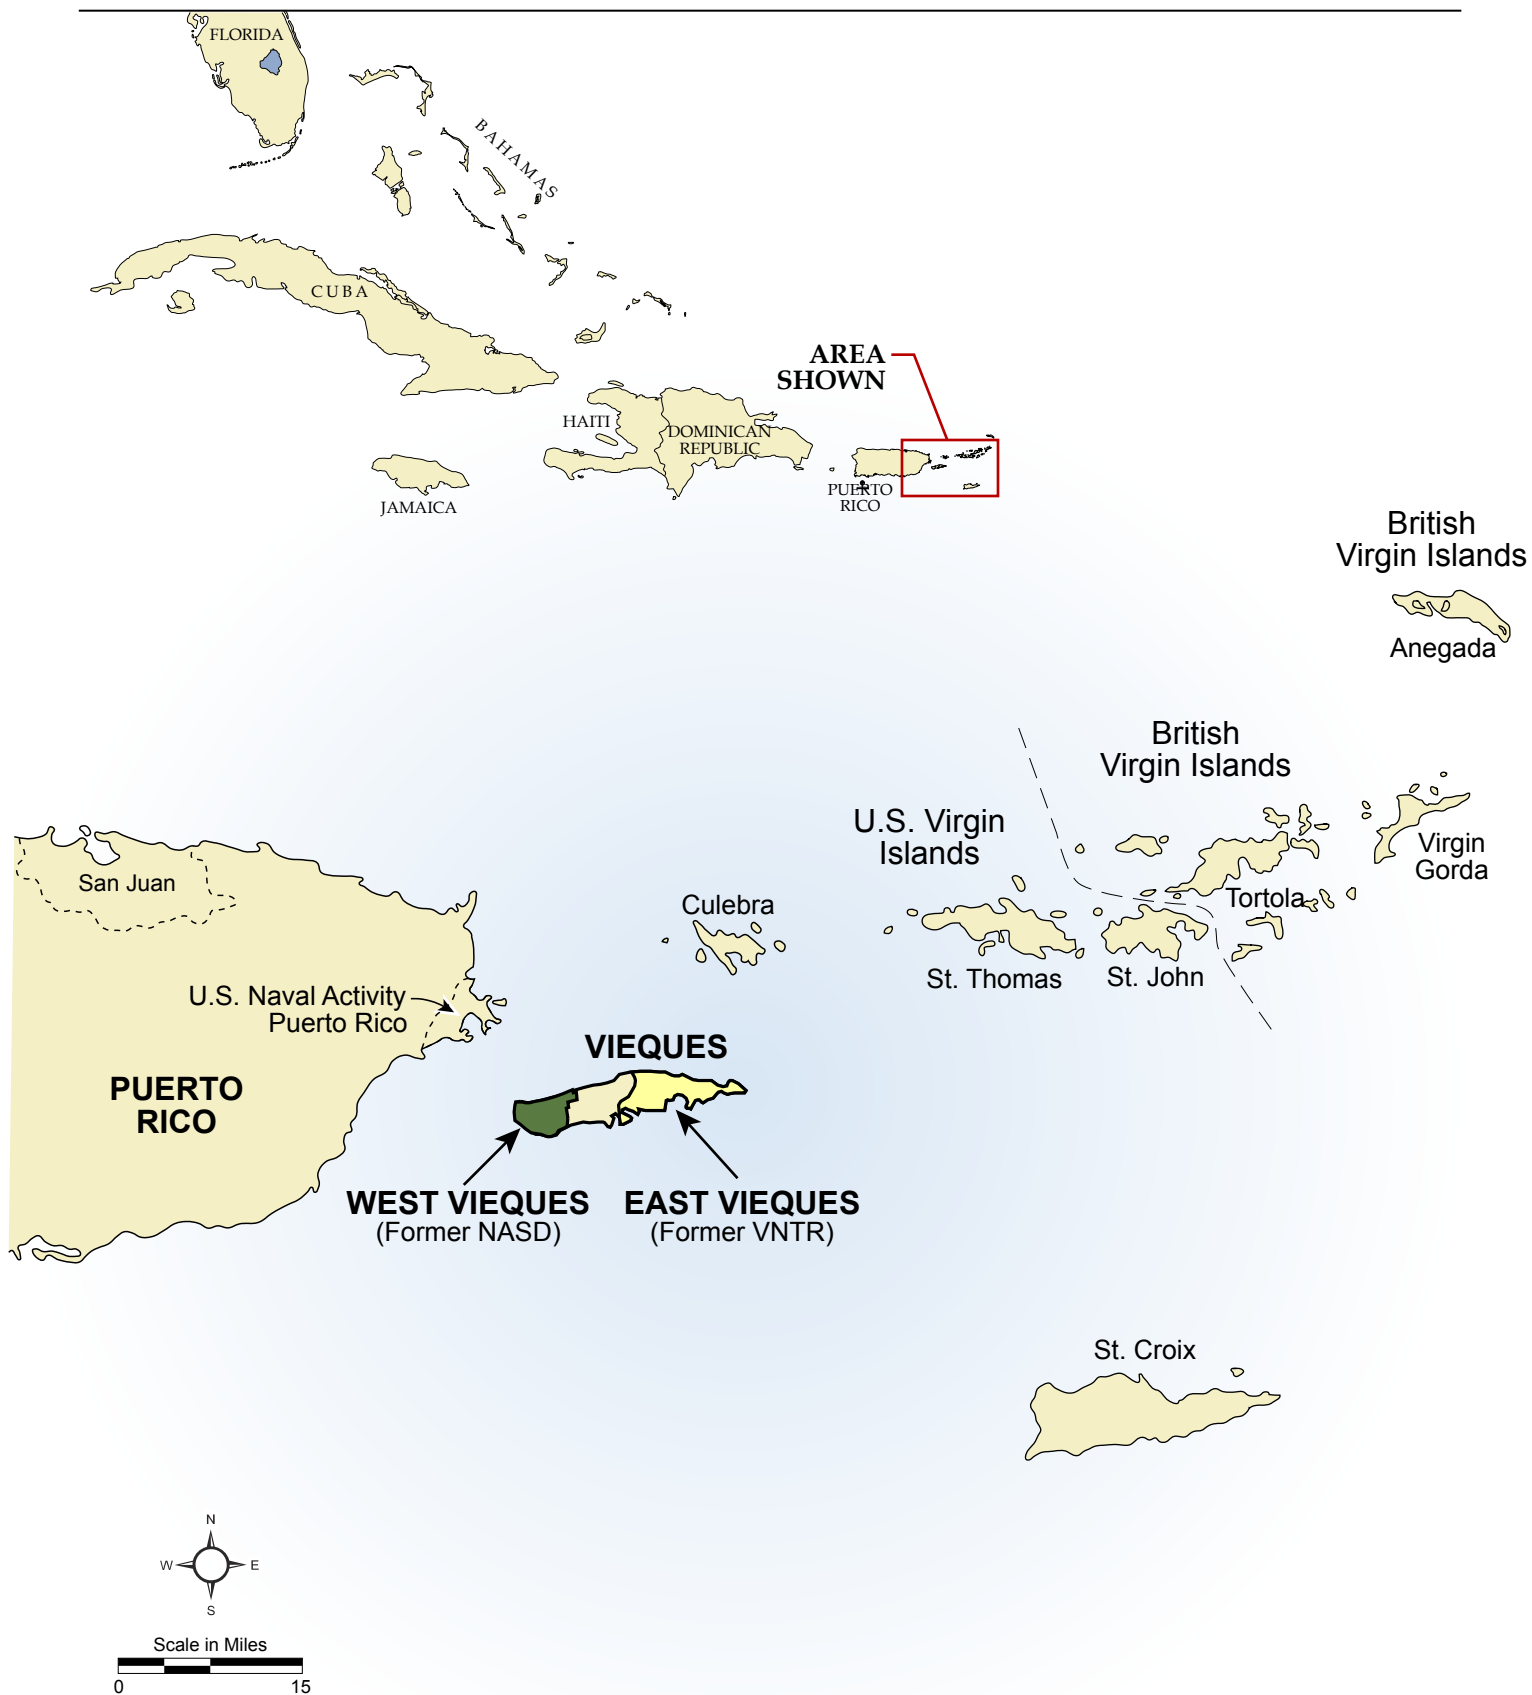 FLORIDA
BAHAMAS
CUBA
AREA
SHOWN
HAITI
DOMINICAN
REPUBLIC
JAMAICA
PUERTO
RICO
British
Virgin Islands
Anegada
British
Virgin Islands
U.S. Virgin
Islands
Virgin
Gorda
San Juan
Culebra
Tortola
St. Thomas
St. John
U.S. Naval Activity
Puerto Rico
VIEQUES
PUERTO
RICO
WEST VIEQUES
(Former NASD)
EAST VIEQUES
(Former VNTR)
St. Croix
N
W
E
S
Scale in Miles
0
15